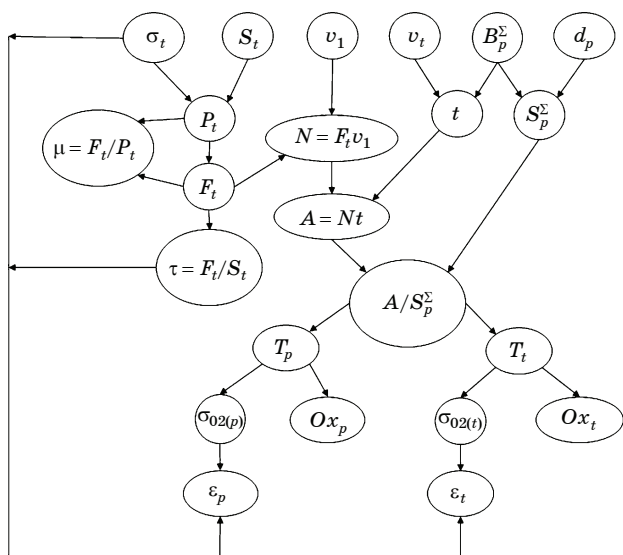 σ_t S_t v_1 v_t B_p^Σ d_p
P_t t S_p^Σ
μ = F_t/P_t N = F_t v_1
F_t
A = Nt
τ = F_t/S_t
A/S_p^Σ
T_p T_t
σ_02(p) Ox_p σ_02(t) Ox_t
ε_p ε_t